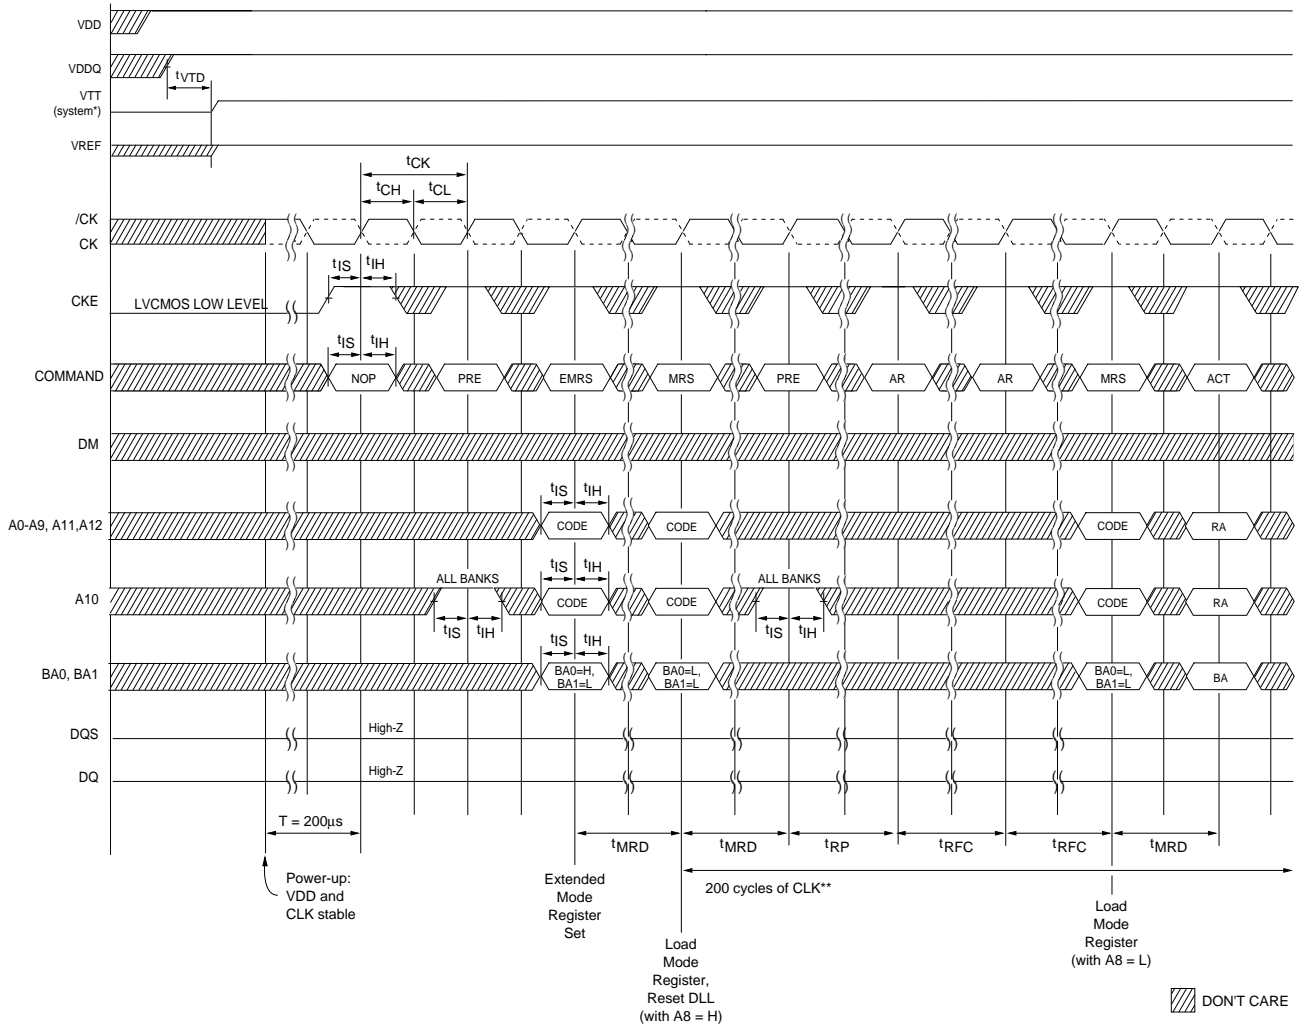 VDD
VDDQ
tVTD
VTT
(system*)
VREF
tCK
tCH tCL
/CK
CK
tIS tIH
CKE LVCMOS LOW LEVEL
tIS tIH
COMMAND NOP PRE EMRS MRS PRE AR AR MRS ACT
DM
tIS tIH
A0-A9, A11,A12 CODE CODE CODE RA
ALL BANKS tIS tIH ALL BANKS
A10 CODE CODE CODE RA
tIS tIH tIS tIH
tIS tIH
BA0, BA1 BA0=H, BA1=L BA0=L, BA1=L BA0=L, BA1=L BA
DQS High-Z
DQ High-Z
T = 200µs
tMRD tMRD tRP tRFC tRFC tMRD
200 cycles of CLK**
Power-up:
VDD and
CLK stable
Extended
Mode
Register
Set
Load
Mode
Register,
Reset DLL
(with A8 = H)
Load
Mode
Register
(with A8 = L)
DON'T CARE